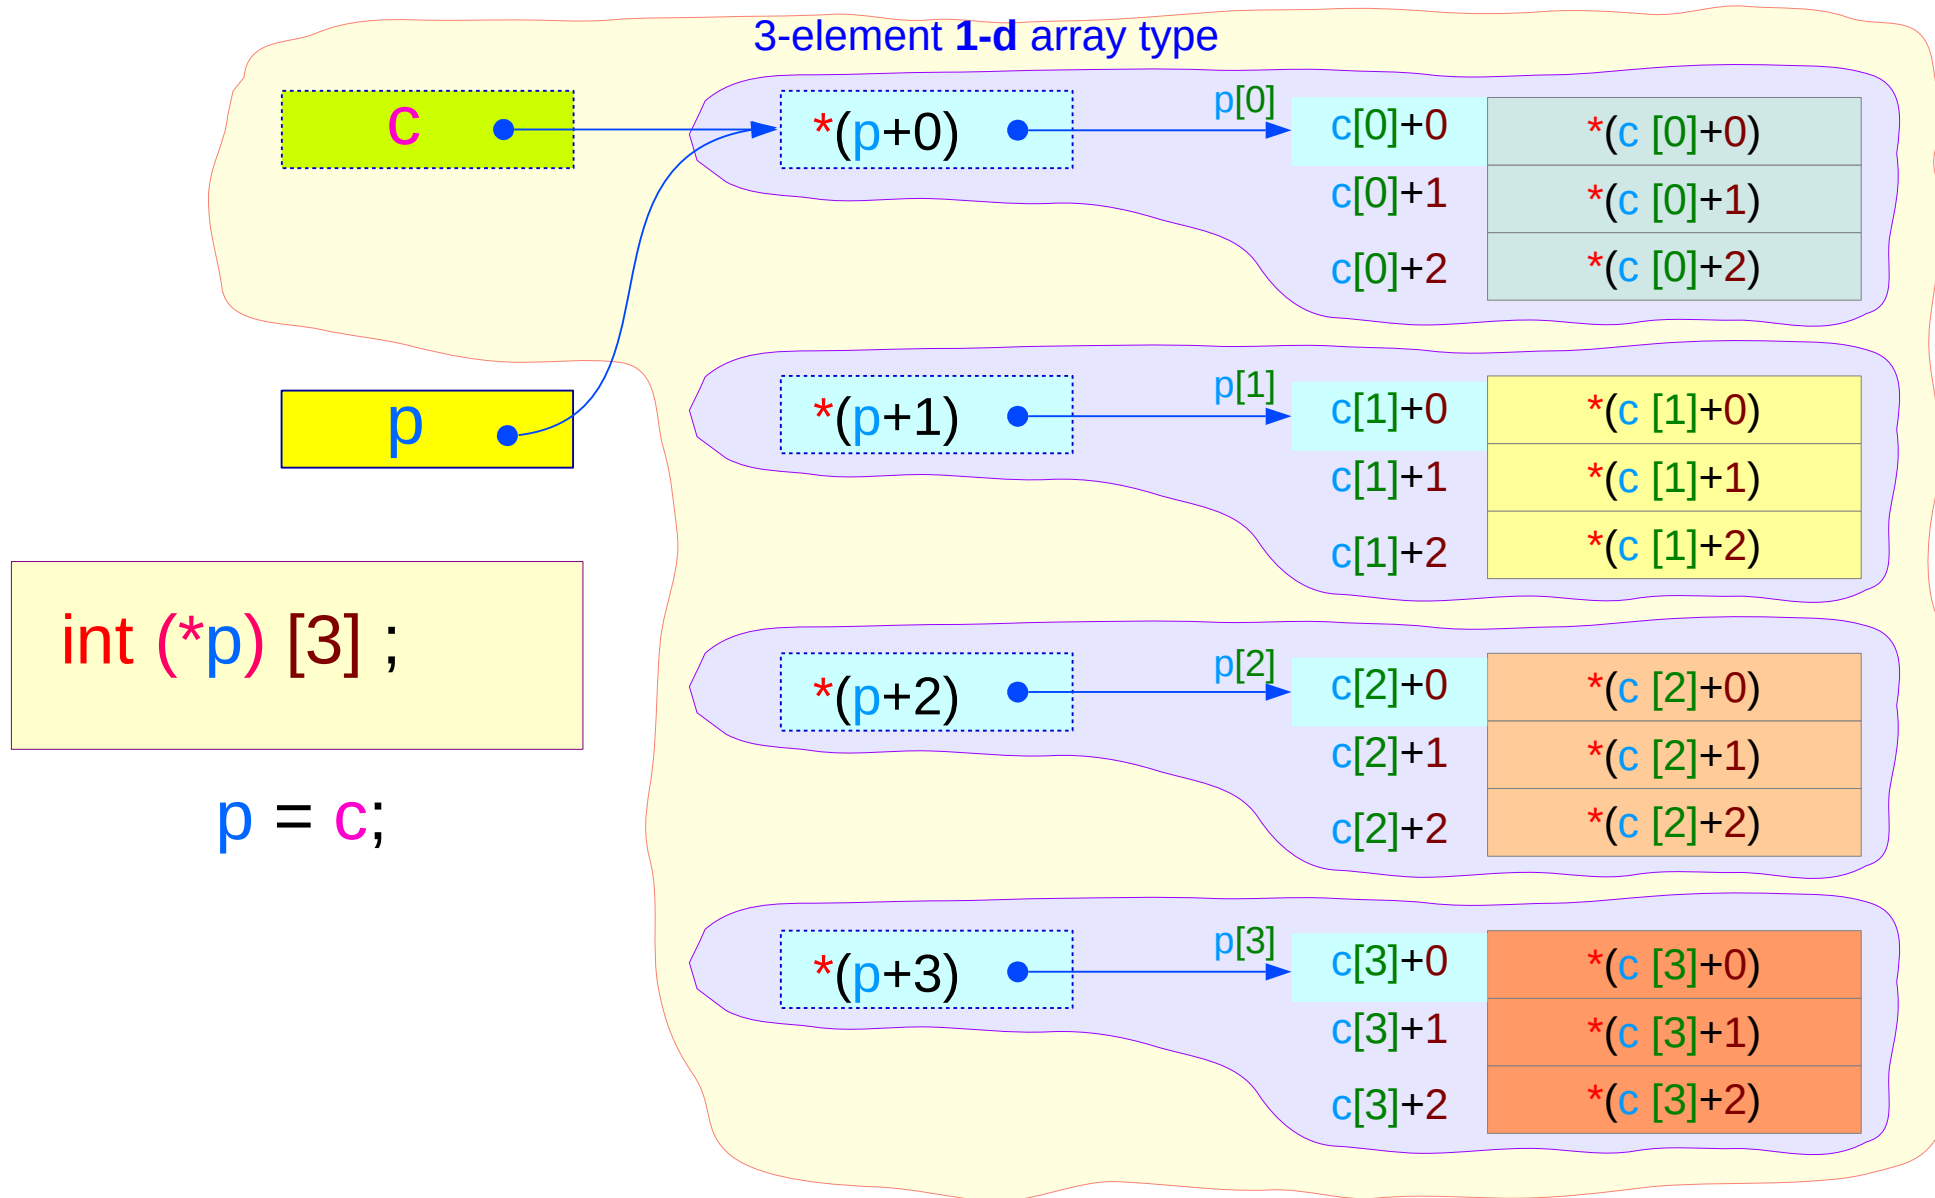 3-element 1-d array type
c
*(p+0)
p[0]
c[0]+0
*(c [0]+0)
c[0]+1
*(c [0]+1)
c[0]+2
*(c [0]+2)
p
*(p+1)
p[1]
c[1]+0
*(c [1]+0)
c[1]+1
*(c [1]+1)
c[1]+2
*(c [1]+2)
int (*p) [3] ;
p = c;
*(p+2)
p[2]
c[2]+0
*(c [2]+0)
c[2]+1
*(c [2]+1)
c[2]+2
*(c [2]+2)
*(p+3)
p[3]
c[3]+0
*(c [3]+0)
c[3]+1
*(c [3]+1)
c[3]+2
*(c [3]+2)